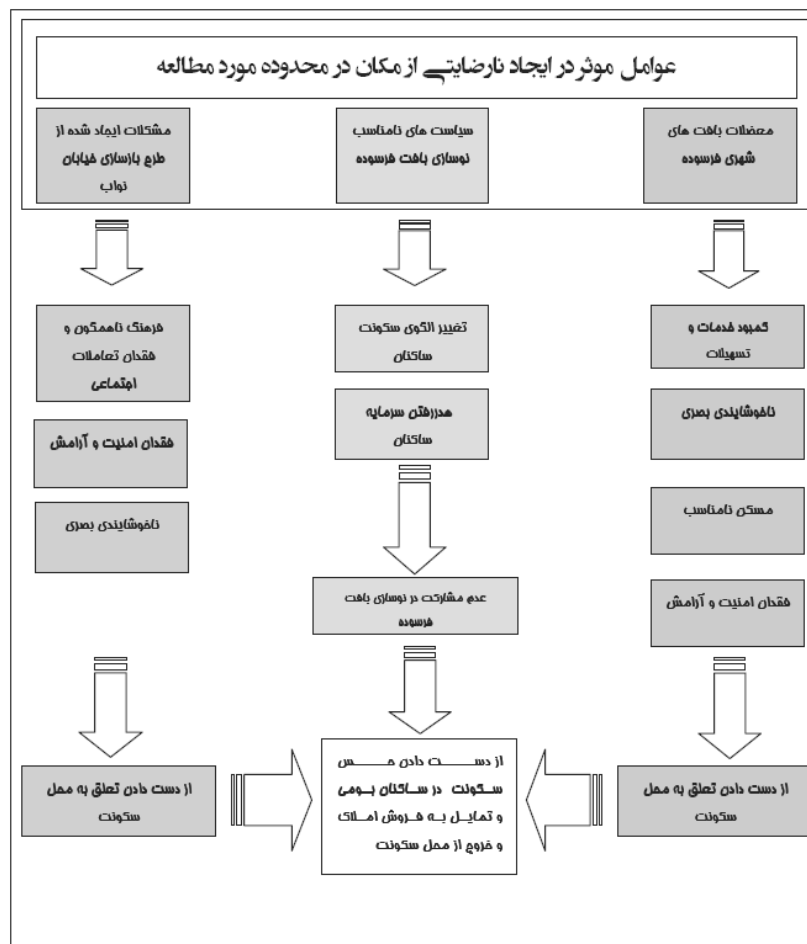 عوامل موثر در ایجاد نارضایتی از مکان در محدوده مورد مطالعه
معضلات بافت های
شهری فرسوده
سیاست های نامناسب
نوسازی بافت فرسوده
مشکلات ایجاد شده از
طرح بازسازی خیابان
نواب
کمبود خدمات و
تسهیلات
ناخوشایندی بصری
مسکن نامناسب
فقدان امنیت و آرامش
تغییر الگوی سکونت
ساکنان
هدررفتن سرمایه
ساکنان
عدم مشارکت در نوسازی بافت
فرسوده
فرهنگ ناهمگون و
فقدان تعاملات
اجتماعی
فقدان امنیت و آرامش
ناخوشایندی بصری
از دست دادن تعلق به محل
سکونت
از دست دادن حس
سکونت در ساکنان بومی
و تمایل به فروش املاک
و خروج از محل سکونت
از دست دادن تعلق به محل
سکونت